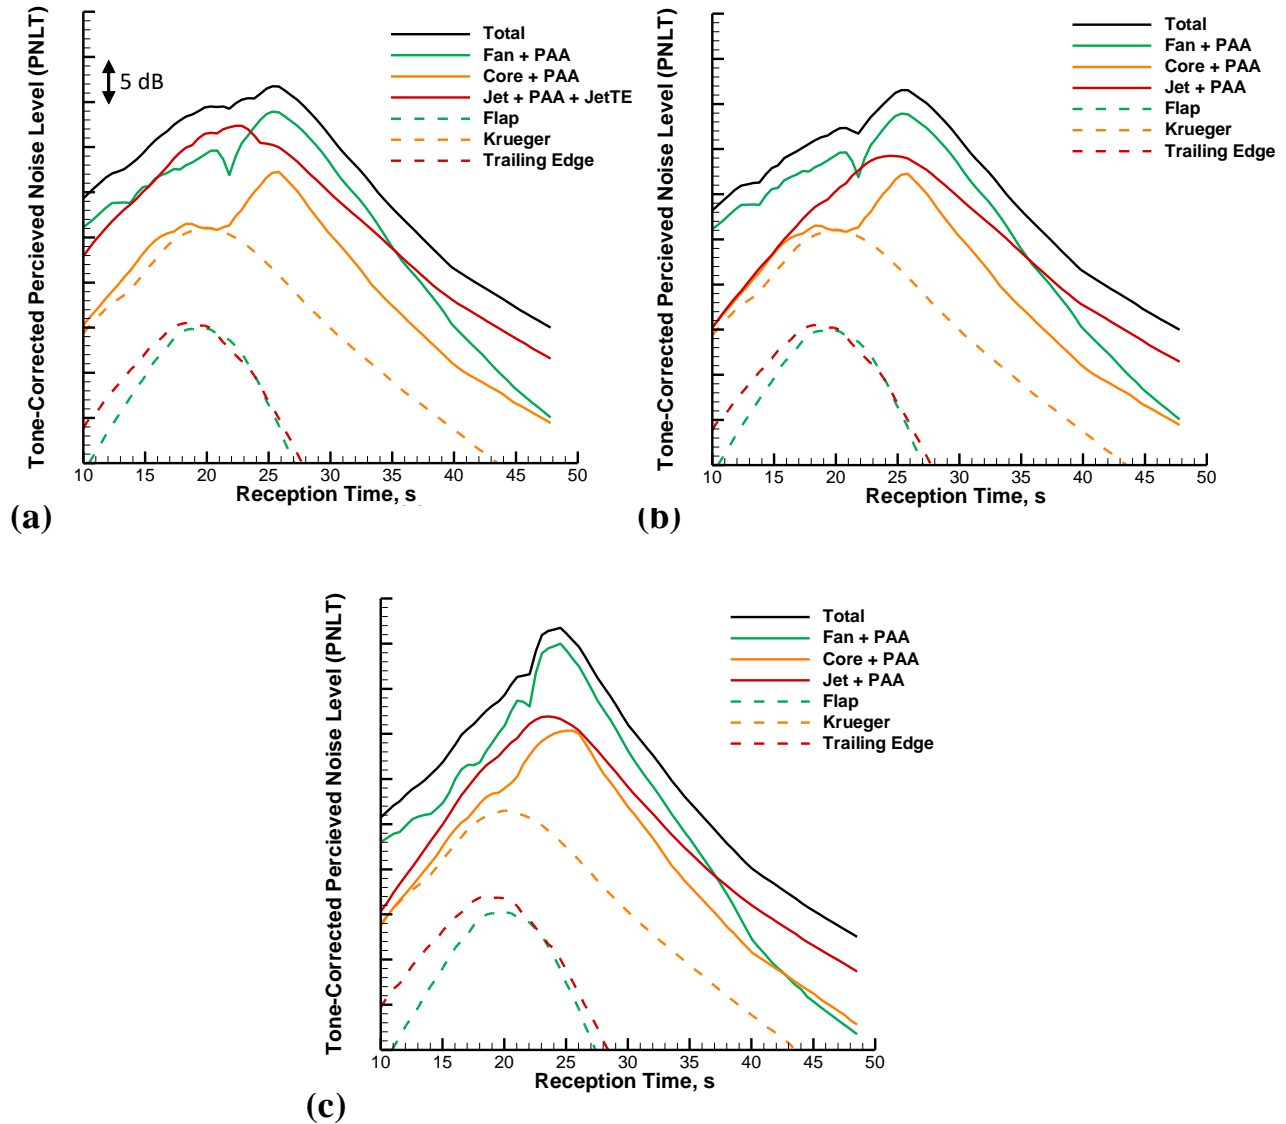 Tone-Corrected Percieved Noise Level (PNLT)
5 dB
Total
Fan + PAA
Core + PAA
Jet + PAA + JetTE
Flap
Krueger
Trailing Edge
10 15 20 25 30 35 40 45 50
Reception Time, s
(a)
Tone-Corrected Percieved Noise Level (PNLT)
Total
Fan + PAA
Core + PAA
Jet + PAA
Flap
Krueger
Trailing Edge
10 15 20 25 30 35 40 45 50
Reception Time, s
(b)
Tone-Corrected Percieved Noise Level (PNLT)
Total
Fan + PAA
Core + PAA
Jet + PAA
Flap
Krueger
Trailing Edge
10 15 20 25 30 35 40 45 50
Reception Time, s
(c)